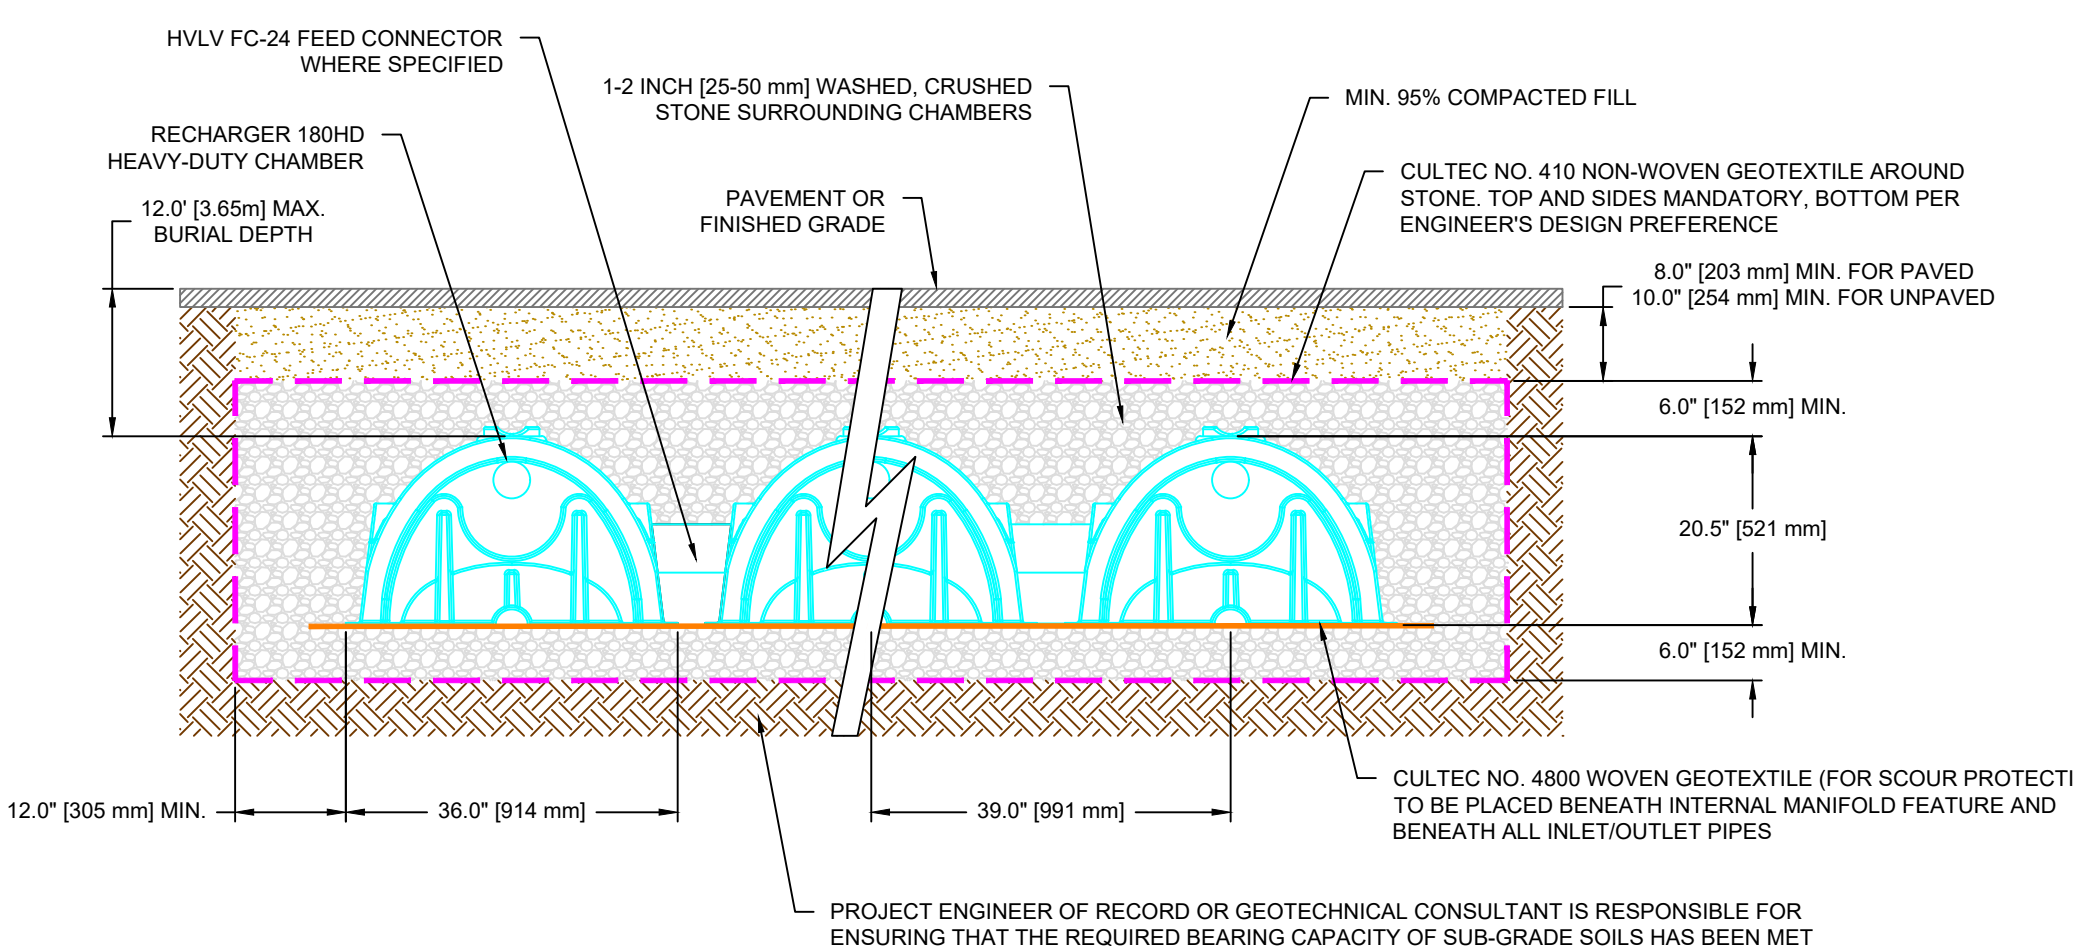 HVLV FC-24 FEED CONNECTOR
WHERE SPECIFIED
1-2 INCH [25-50 mm] WASHED, CRUSHED
STONE SURROUNDING CHAMBERS
MIN. 95% COMPACTED FILL
RECHARGER 180HD
HEAVY-DUTY CHAMBER
CULTEC NO. 410 NON-WOVEN GEOTEXTILE AROUND
STONE. TOP AND SIDES MANDATORY, BOTTOM PER
ENGINEER'S DESIGN PREFERENCE
PAVEMENT OR
FINISHED GRADE
12.0' [3.65m] MAX.
BURIAL DEPTH
8.0" [203 mm] MIN. FOR PAVED
10.0" [254 mm] MIN. FOR UNPAVED
6.0" [152 mm] MIN.
20.5" [521 mm]
6.0" [152 mm] MIN.
12.0" [305 mm] MIN.
36.0" [914 mm]
39.0" [991 mm]
CULTEC NO. 4800 WOVEN GEOTEXTILE (FOR SCOUR PROTECTI
TO BE PLACED BENEATH INTERNAL MANIFOLD FEATURE AND
BENEATH ALL INLET/OUTLET PIPES
PROJECT ENGINEER OF RECORD OR GEOTECHNICAL CONSULTANT IS RESPONSIBLE FOR
ENSURING THAT THE REQUIRED BEARING CAPACITY OF SUB-GRADE SOILS HAS BEEN MET